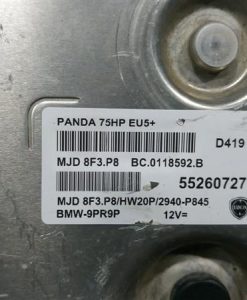 PANDA 75HP EU5+
D419
MJD 8F3.P8 BC.0118592.B
55260727
MJD 8F3.P8/HW20P/2940-P845
BMW-9PR9P 12V=